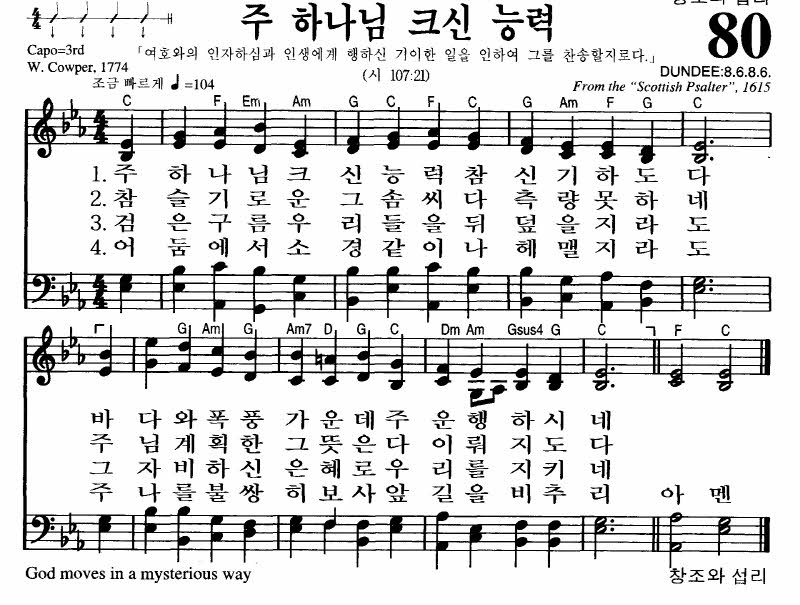 주 하나님 크신 능력
80
Capo=3rd
「여호와의 인자하심과 인생에게 행하신 기이한 일을 인하여 그를 찬송할지로다.」
W. Cowper, 1774
(시 107:21)
DUNDEE:8.6.8.6.
조금 빠르게 ♩=104
From the “Scottish Psalter”, 1615
C F Em Am G C F C G Am F G C
1. 주 하 나 님 크 신 능 력 참 신 기 하 도 다
2. 참 슬 기 로 운 그 솜 씨 다 측 량 못 하 네
3. 검 은 구 름 우 리 들 을 뒤 덮 을 지 라 도
4. 어 둠 에 서 소 경 같 이 나 헤 맬 지 라 도
G Am G Am7 D G C Dm Am Gsus4 G C F C
바 다 와 폭 풍 가 운 데 주 운 행 하 시 네
주 님 계 획 한 그 뜻 은 다 이 뤄 지 도 다
그 자 비 하 신 은 혜 로 우 리 를 지 키 네
주 나 를 불 쌍 히 보 사 앞 길 을 비 추 리 아 멘
God moves in a mysterious way
창조와 섭리